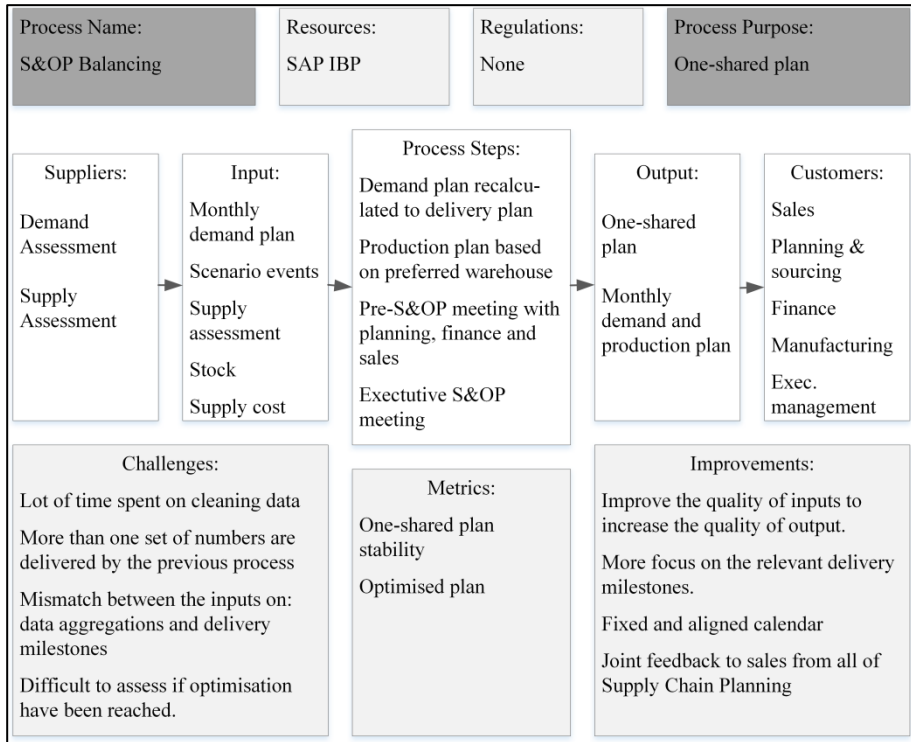 Process Name:
S&OP Balancing
Resources:
SAP IBP
Regulations:
None
Process Purpose:
One-shared plan
Suppliers:
Demand
Assessment
Supply
Assessment
Input:
Monthly
demand plan
Scenario events
Supply
assessment
Stock
Supply cost
Process Steps:
Demand plan recalcu-
lated to delivery plan
Production plan based
on preferred warehouse
Pre-S&OP meeting with
planning, finance and
sales
Exectutive S&OP
meeting
Output:
One-shared
plan
Monthly
demand and
production plan
Customers:
Sales
Planning &
sourcing
Finance
Manufacturing
Exec.
management
Challenges:
Lot of time spent on cleaning data
More than one set of numbers are
delivered by the previous process
Mismatch between the inputs on:
data aggregations and delivery
milestones
Difficult to assess if optimisation
have been reached.
Metrics:
One-shared plan
stability
Optimised plan
Improvements:
Improve the quality of inputs to
increase the quality of output.
More focus on the relevant delivery
milestones.
Fixed and aligned calendar
Joint feedback to sales from all of
Supply Chain Planning